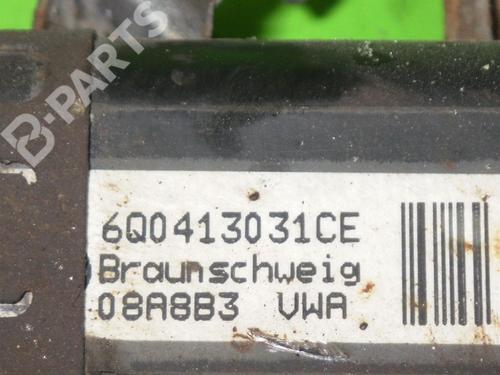 B-PARTS
6Q0413031CE
Braunschweig
08A8B3 VWA